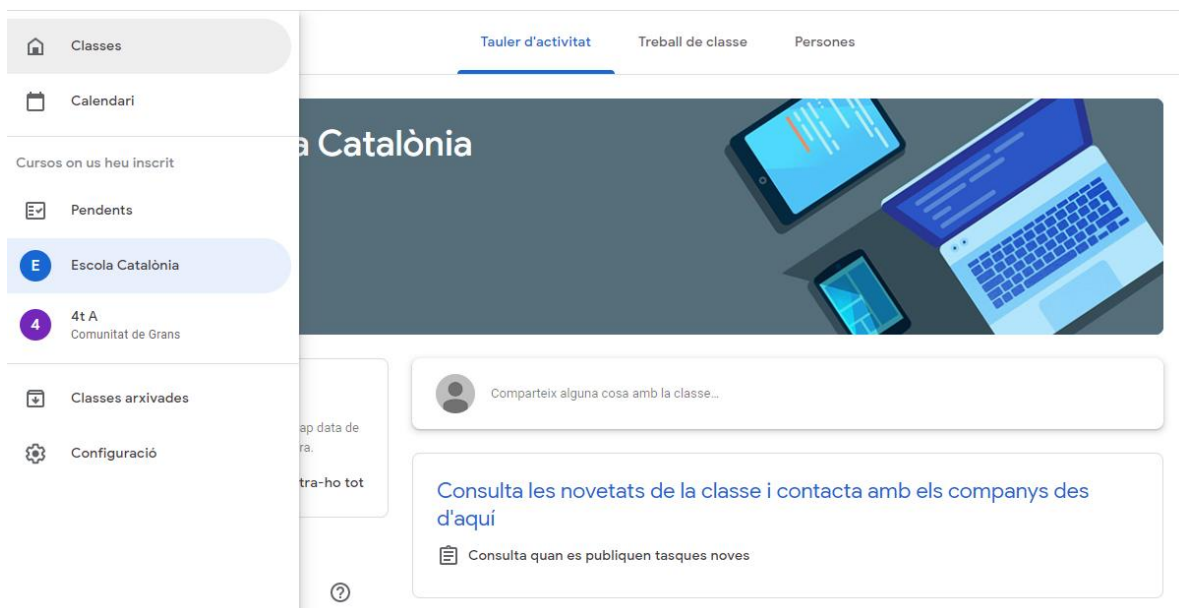 Classes
Calendari
Cursos on us heu inscrit
Pendents
E
Escola Catalònia
4
4t A
Comunitat de Grans
Classes arxivades
Configuració
Tauler d'activitat
Treball de classe
Persones
a Catalònia
ap data de
ra.
tra-ho tot
Comparteix alguna cosa amb la classe...
Consulta les novetats de la classe i contacta amb els companys des
d'aquí
Consulta quan es publiquen tasques noves